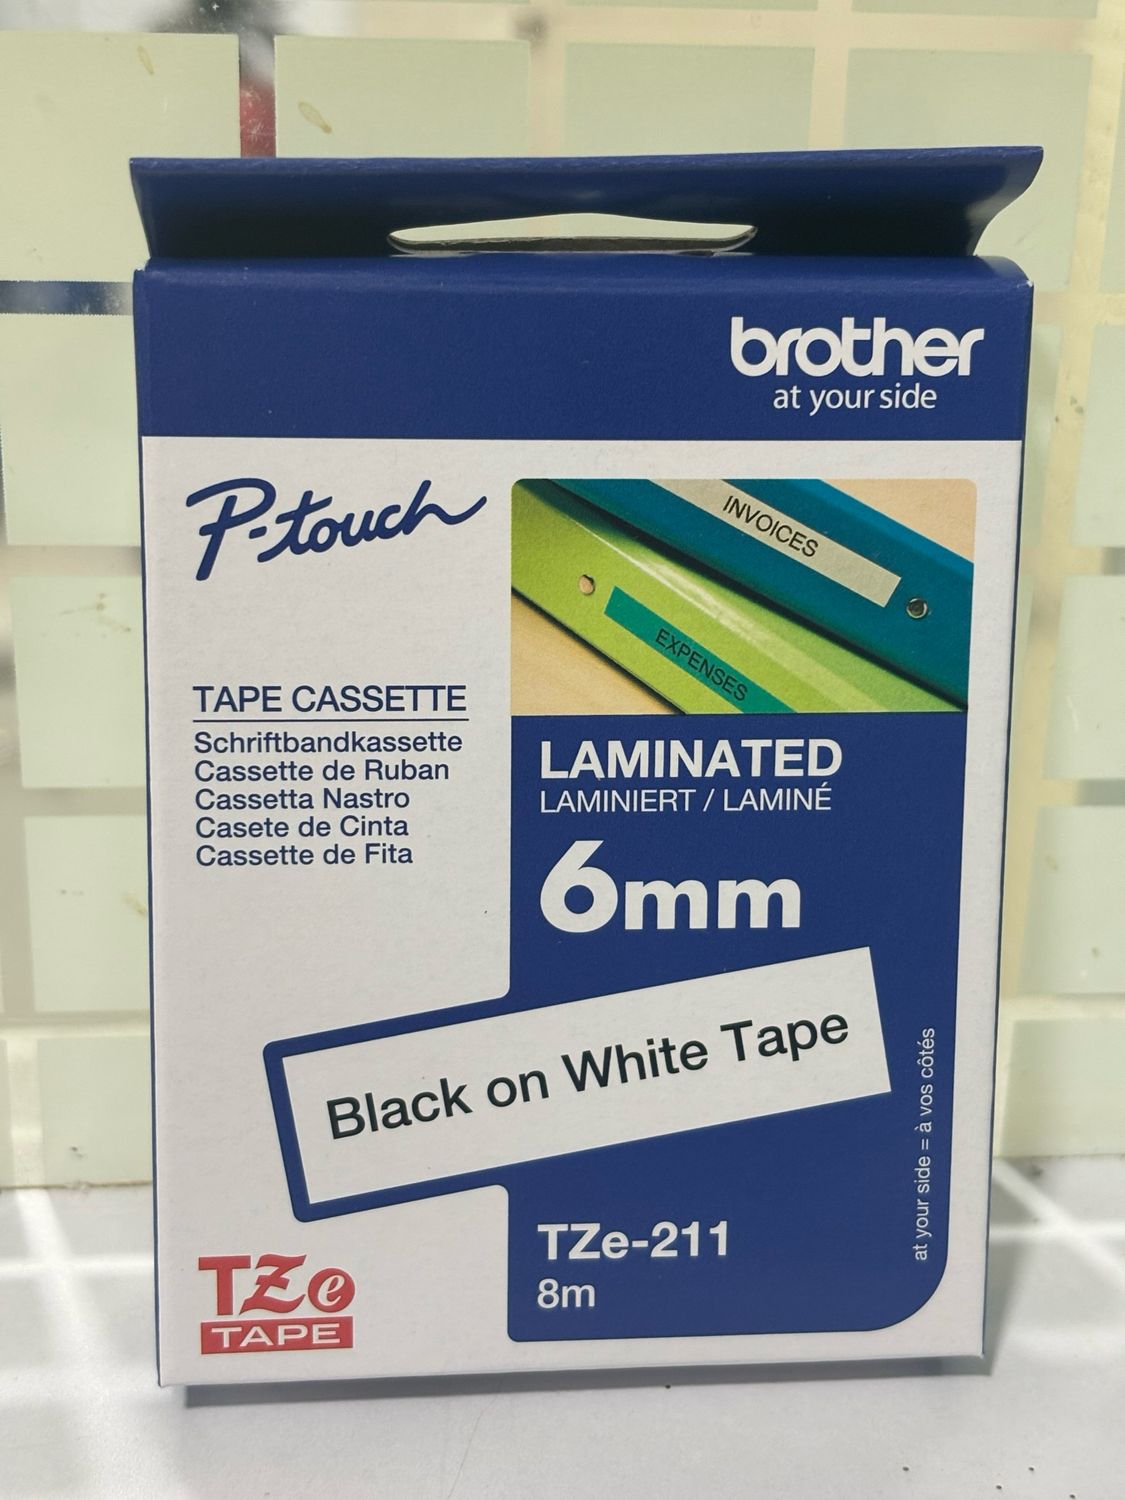 brother
at your side
P-touch
INVOICES
EXPENSES
TAPE CASSETTE
Schriftbandkassette
Cassette de Ruban
Cassetta Nastro
Casete de Cinta
Cassette de Fita
LAMINATED
LAMINIERT / LAMINÉ
6mm
Black on White Tape
at your side = à vos côtés
TZe-211
8m
TZe
TAPE